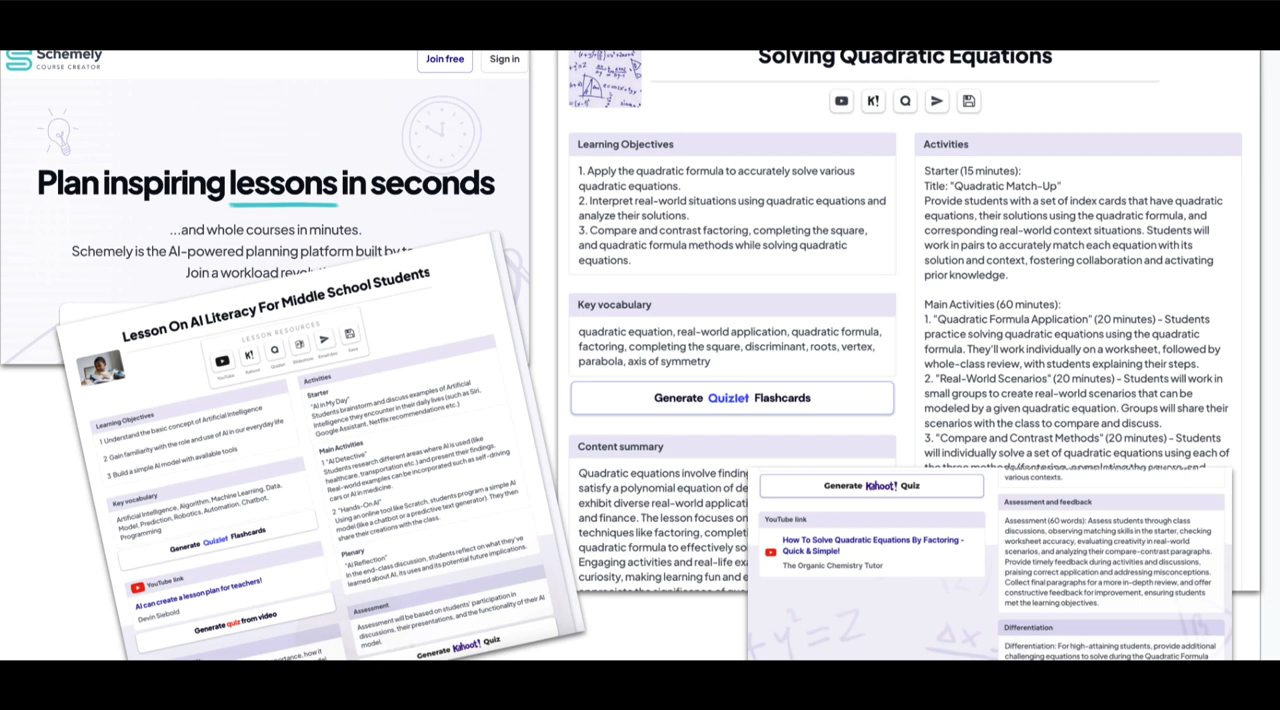 Schemely
COURSE CREATOR
Join free
Sign in
Plan inspiring lessons in seconds
...and whole courses in minutes.
Schemely is the AI-powered planning platform built by
Join a workload
Lesson On AI Literacy For Middle School Students
LESSON RESOURCES
K!
YouTube
Kahoot
Quizlet
Slideshow
Save
Learning Objectives
1 Understand the basic concept of Artificial Intelligence
2 Gain familiarity with the role and use of AI in our everyday life
3 Build a simple AI model with available tools
Key vocabulary
Artificial Intelligence, Algorithm, Machine Learning, Data,
Model, Prediction, Robotics, Automation, Chatbot,
Programming
Generate Quizlet Flashcards
YouTube link
AI can create a lesson plan for teachers!
Devin Siebold
Generate quiz from video
Activities
Starter
"AI in My Day"
Students brainstorm and discuss examples of Artificial
Intelligence they encounter in their daily lives (such as Siri,
Google Assistant, Netflix recommendations etc.)
Main Activities
1 "AI Detective"
Students research different areas where AI is used (like
healthcare, transportation etc.) and present their findings.
Real-world examples can be incorporated such as self-driving
cars or AI in medicine.
2 "Hands-On AI"
Using an online tool like Scratch, students program a simple AI
model (like a chatbot or a predictive text generator). They then
share their creations with the class.
Plenary
"AI Reflection"
In the end-class discussion, students reflect on what they've
learned about AI, its uses and its potential future implications.
Assessment
Assessment will be based on students' participation in
discussions, their presentations, and the functionality of their AI
model.
Generate Kahoot! Quiz
Solving Quadratic Equations
K!
Learning Objectives
1. Apply the quadratic formula to accurately solve various
quadratic equations.
2. Interpret real-world situations using quadratic equations and
analyze their solutions.
3. Compare and contrast factoring, completing the square,
and quadratic formula methods while solving quadratic
equations.
Key vocabulary
quadratic equation, real-world application, quadratic formula,
factoring, completing the square, discriminant, roots, vertex,
parabola, axis of symmetry
Generate Quizlet Flashcards
Content summary
Quadratic equations involve finding
satisfy a polynomial equation of de
exhibit diverse real-world applicat
and finance. The lesson focuses on
techniques like factoring, complet
quadratic formula to effectively so
Engaging activities and real-life exa
curiosity, making learning fun and e
Activities
Starter (15 minutes):
Title: "Quadratic Match-Up"
Provide students with a set of index cards that have quadratic
equations, their solutions using the quadratic formula, and
corresponding real-world context situations. Students will
work in pairs to accurately match each equation with its
solution and context, fostering collaboration and activating
prior knowledge.
Main Activities (60 minutes):
1. "Quadratic Formula Application" (20 minutes) - Students
practice solving quadratic equations using the quadratic
formula. They'll work individually on a worksheet, followed by
whole-class review, with students explaining their steps.
2. "Real-World Scenarios" (20 minutes) - Students will work in
small groups to create real-world scenarios that can be
modeled by a given quadratic equation. Groups will share their
scenarios with the class to compare and discuss.
3. "Compare and Contrast Methods" (20 minutes) - Students
will individually solve a set of quadratic equations using each of
Generate Kahoot! Quiz
YouTube link
How To Solve Quadratic Equations By Factoring -
Quick & Simple!
The Organic Chemistry Tutor
various contexts.
Assessment and feedback
Assessment (60 words): Assess students through class
discussions, observing matching skills in the starter, checking
worksheet accuracy, evaluating creativity in real-world
scenarios, and analyzing their compare-contrast paragraphs.
Provide timely feedback during activities and discussions,
praising correct application and addressing misconceptions.
Collect final paragraphs for a more in-depth review, and offer
constructive feedback for improvement, ensuring students
met the learning objectives.
Differentiation
Differentiation: For high-attaining students, provide additional
challenging equations to solve during the Quadratic Formula